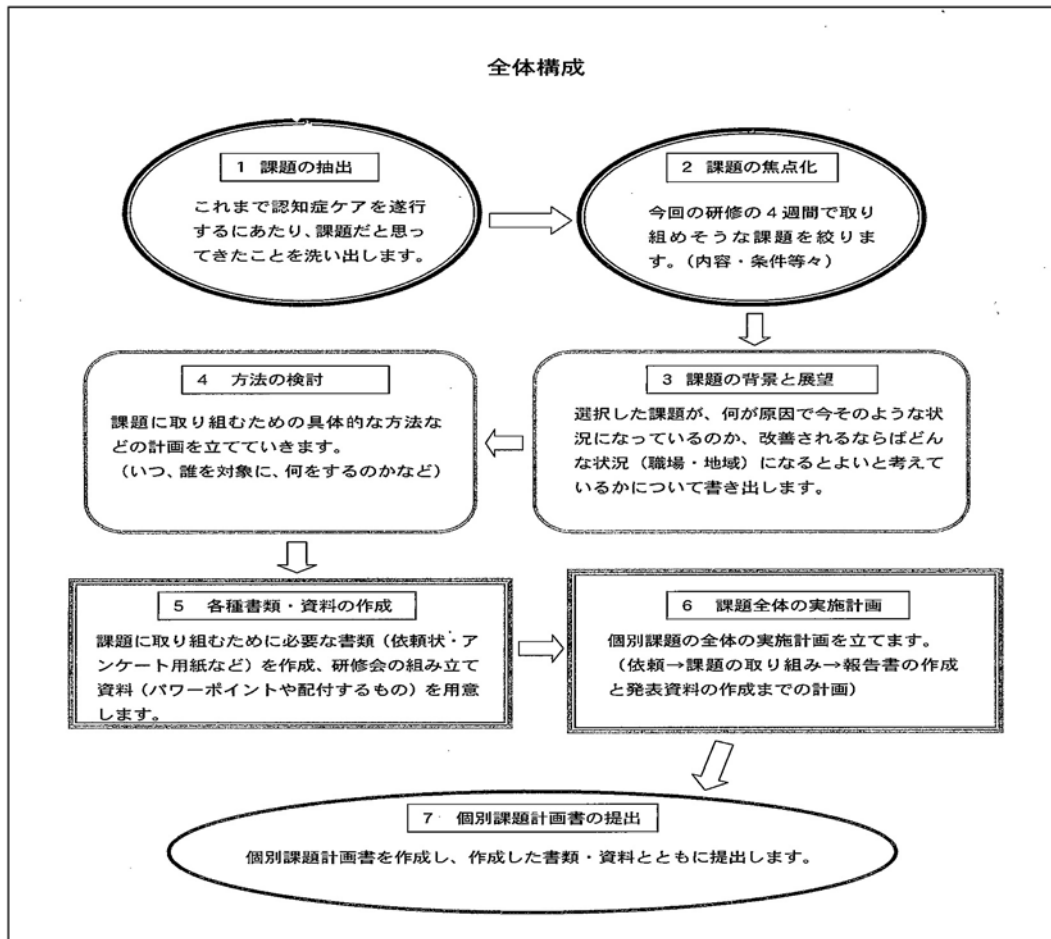 全体構成
1 課題の抽出
これまで認知症ケアを遂行
するにあたり、課題だと思っ
てきたことを洗い出します。
2 課題の焦点化
今回の研修の4週間で取り
組めそうな課題を絞りま
す。(内容・条件等々)
3 課題の背景と展望
選択した課題が、何が原因で今そのような状
況になっているのか、改善されるならばどん
な状況(職場・地域)になるとよいと考えて
いるかについて書き出します。
4 方法の検討
課題に取り組むための具体的な方法な
どの計画を立てていきます。
(いつ、誰を対象に、何をするのかなど)
5 各種書類・資料の作成
課題に取り組むために必要な書類(依頼状・ア
ンケート用紙など)を作成、研修会の組み立て
資料(パワーポイントや配付するもの)を用意
します。
6 課題全体の実施計画
個別課題の全体の実施計画を立てます。
(依頼→課題の取り組み→報告書の作成
と発表資料の作成までの計画)
7 個別課題計画書の提出
個別課題計画書を作成し、作成した書類・資料とともに提出します。